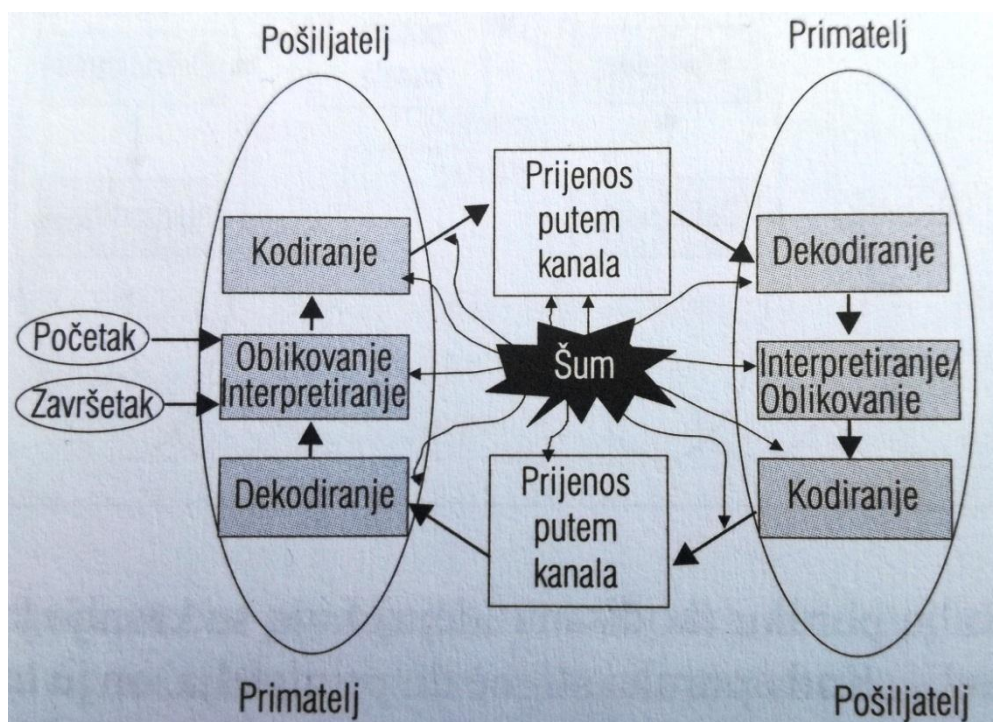 Pošiljatelj
Primatelj
Kodiranje
Prijenos
putem
kanala
Dekodiranje
Početak
Oblikovanje
Interpretiranje
Šum
Interpretiranje/
Oblikovanje
Završetak
Dekodiranje
Prijenos
putem
kanala
Kodiranje
Primatelj
Pošiljatelj